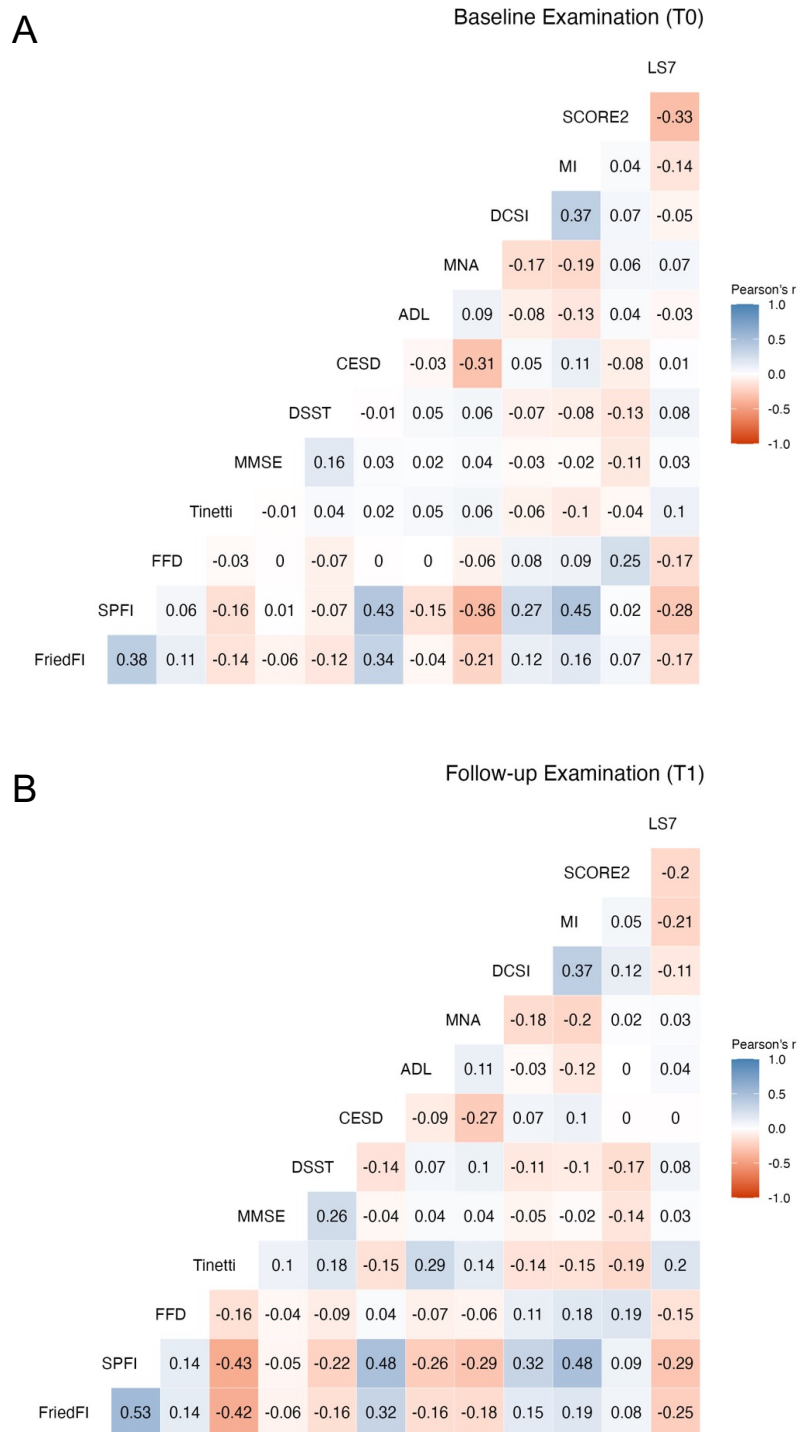 A
Baseline Examination (T0)
LS7
SCORE2 -0.33
MI 0.04 -0.14
DCSI 0.37 0.07 -0.05
MNA -0.17 -0.19 0.06 0.07
ADL 0.09 -0.08 -0.13 0.04 -0.03
CESD -0.03 -0.31 0.05 0.11 -0.08 0.01
DSST -0.01 0.05 0.06 -0.07 -0.08 -0.13 0.08
MMSE 0.16 0.03 0.02 0.04 -0.03 -0.02 -0.11 0.03
Tinetti -0.01 0.04 0.02 0.05 0.06 -0.06 -0.1 -0.04 0.1
FFD -0.03 0 -0.07 0 0 -0.06 0.08 0.09 0.25 -0.17
SPFI 0.06 -0.16 0.01 -0.07 0.43 -0.15 -0.36 0.27 0.45 0.02 -0.28
FriedFI 0.38 0.11 -0.14 -0.06 -0.12 0.34 -0.04 -0.21 0.12 0.16 0.07 -0.17
Pearson's r
1.0
0.5
0.0
-0.5
-1.0
B
Follow-up Examination (T1)
LS7
SCORE2 -0.2
MI 0.05 -0.21
DCSI 0.37 0.12 -0.11
MNA -0.18 -0.2 0.02 0.03
ADL 0.11 -0.03 -0.12 0 0.04
CESD -0.09 -0.27 0.07 0.1 0 0
DSST -0.14 0.07 0.1 -0.11 -0.1 -0.17 0.08
MMSE 0.26 -0.04 0.04 0.04 -0.05 -0.02 -0.14 0.03
Tinetti 0.1 0.18 -0.15 0.29 0.14 -0.14 -0.15 -0.19 0.2
FFD -0.16 -0.04 -0.09 0.04 -0.07 -0.06 0.11 0.18 0.19 -0.15
SPFI 0.14 -0.43 -0.05 -0.22 0.48 -0.26 -0.29 0.32 0.48 0.09 -0.29
FriedFI 0.53 0.14 -0.42 -0.06 -0.16 0.32 -0.16 -0.18 0.15 0.19 0.08 -0.25
Pearson's r
1.0
0.5
0.0
-0.5
-1.0